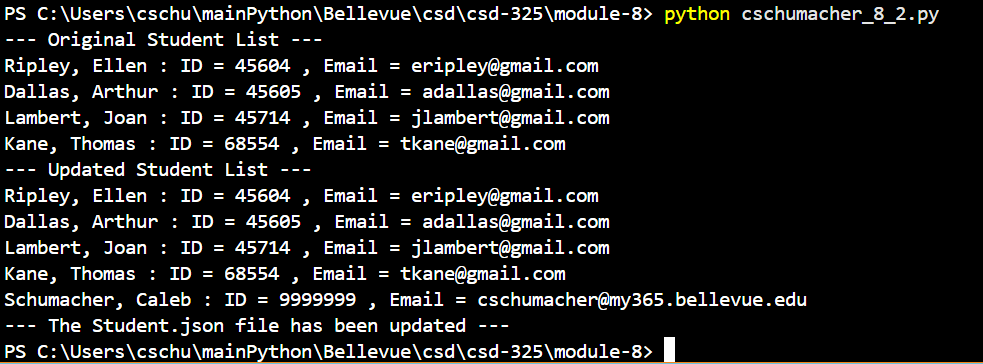 PS C:\Users\cschu\mainPython\Bellevue\csd\csd-325\module-8> python cschumacher_8_2.py
--- Original Student List ---
Ripley, Ellen : ID = 45604 , Email = eripley@gmail.com
Dallas, Arthur : ID = 45605 , Email = adallas@gmail.com
Lambert, Joan : ID = 45714 , Email = jlambert@gmail.com
Kane, Thomas : ID = 68554 , Email = tkane@gmail.com
--- Updated Student List ---
Ripley, Ellen : ID = 45604 , Email = eripley@gmail.com
Dallas, Arthur : ID = 45605 , Email = adallas@gmail.com
Lambert, Joan : ID = 45714 , Email = jlambert@gmail.com
Kane, Thomas : ID = 68554 , Email = tkane@gmail.com
Schumacher, Caleb : ID = 9999999 , Email = cschumacher@my365.bellevue.edu
--- The Student.json file has been updated ---
PS C:\Users\cschu\mainPython\Bellevue\csd\csd-325\module-8>